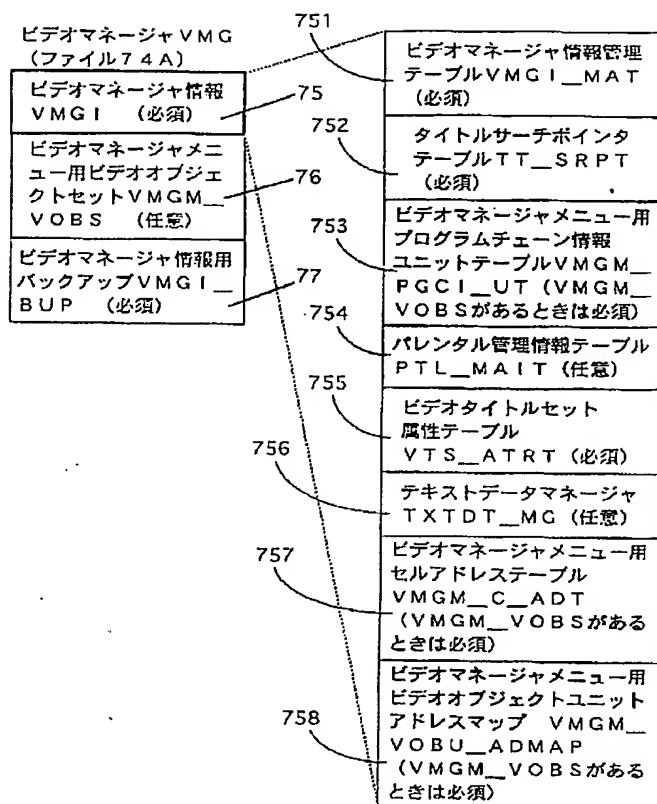 ビデオマネージャVMG
(ファイル74A)
ビデオマネージャ情報
VMGI (必須)
75
ビデオマネージャメニ
ュー用ビデオオブジェ
クトセットVMGM__
VOBS (任意)
76
ビデオマネージャ情報用
バックアップVMGI__
BUP (必須)
77
751
ビデオマネージャ情報管理
テーブルVMGI__MAT
(必須)
752
タイトルサーチポインタ
テーブルTT__SRPT
(必須)
753
ビデオマネージャメニュー用
プログラムチェーン情報
ユニットテーブルVMGM__
PGCI__UT (VMGM__
VOBSがあるときは必須)
754
パレンタル管理情報テーブル
PTL__MAIT (任意)
755
ビデオタイトルセット
属性テーブル
VTS__ATRT (必須)
756
テキストデータマネージャ
TXTDT__MG (任意)
757
ビデオマネージャメニュー用
セルアドレステーブル
VMGM__C__ADT
(VMGM__VOBSがある
ときは必須)
758
ビデオマネージャメニュー用
ビデオオブジェクトユニット
アドレスマップ VMGM__
VOBU__ADMAP
(VMGM__VOBSがある
ときは必須)